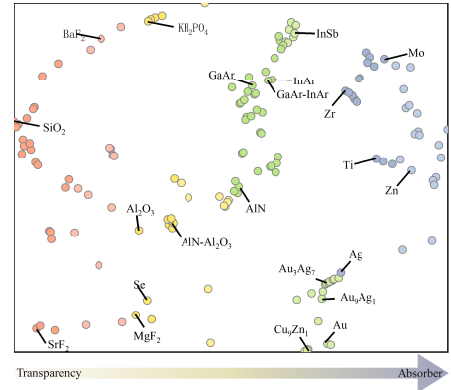 BaF₂
KH₂PO₄
InSb
Mo
GaAr
InAr
GaAr-InAr
Zr
SiO₂
Ti
Zn
Al₂O₃
AlN
AlN-Al₂O₃
Ag
Au₃Ag₇
Se
Au₉Ag₁
MgF₂
Cu₉Zn₁
Au
SrF₂
Transparency
Absorber